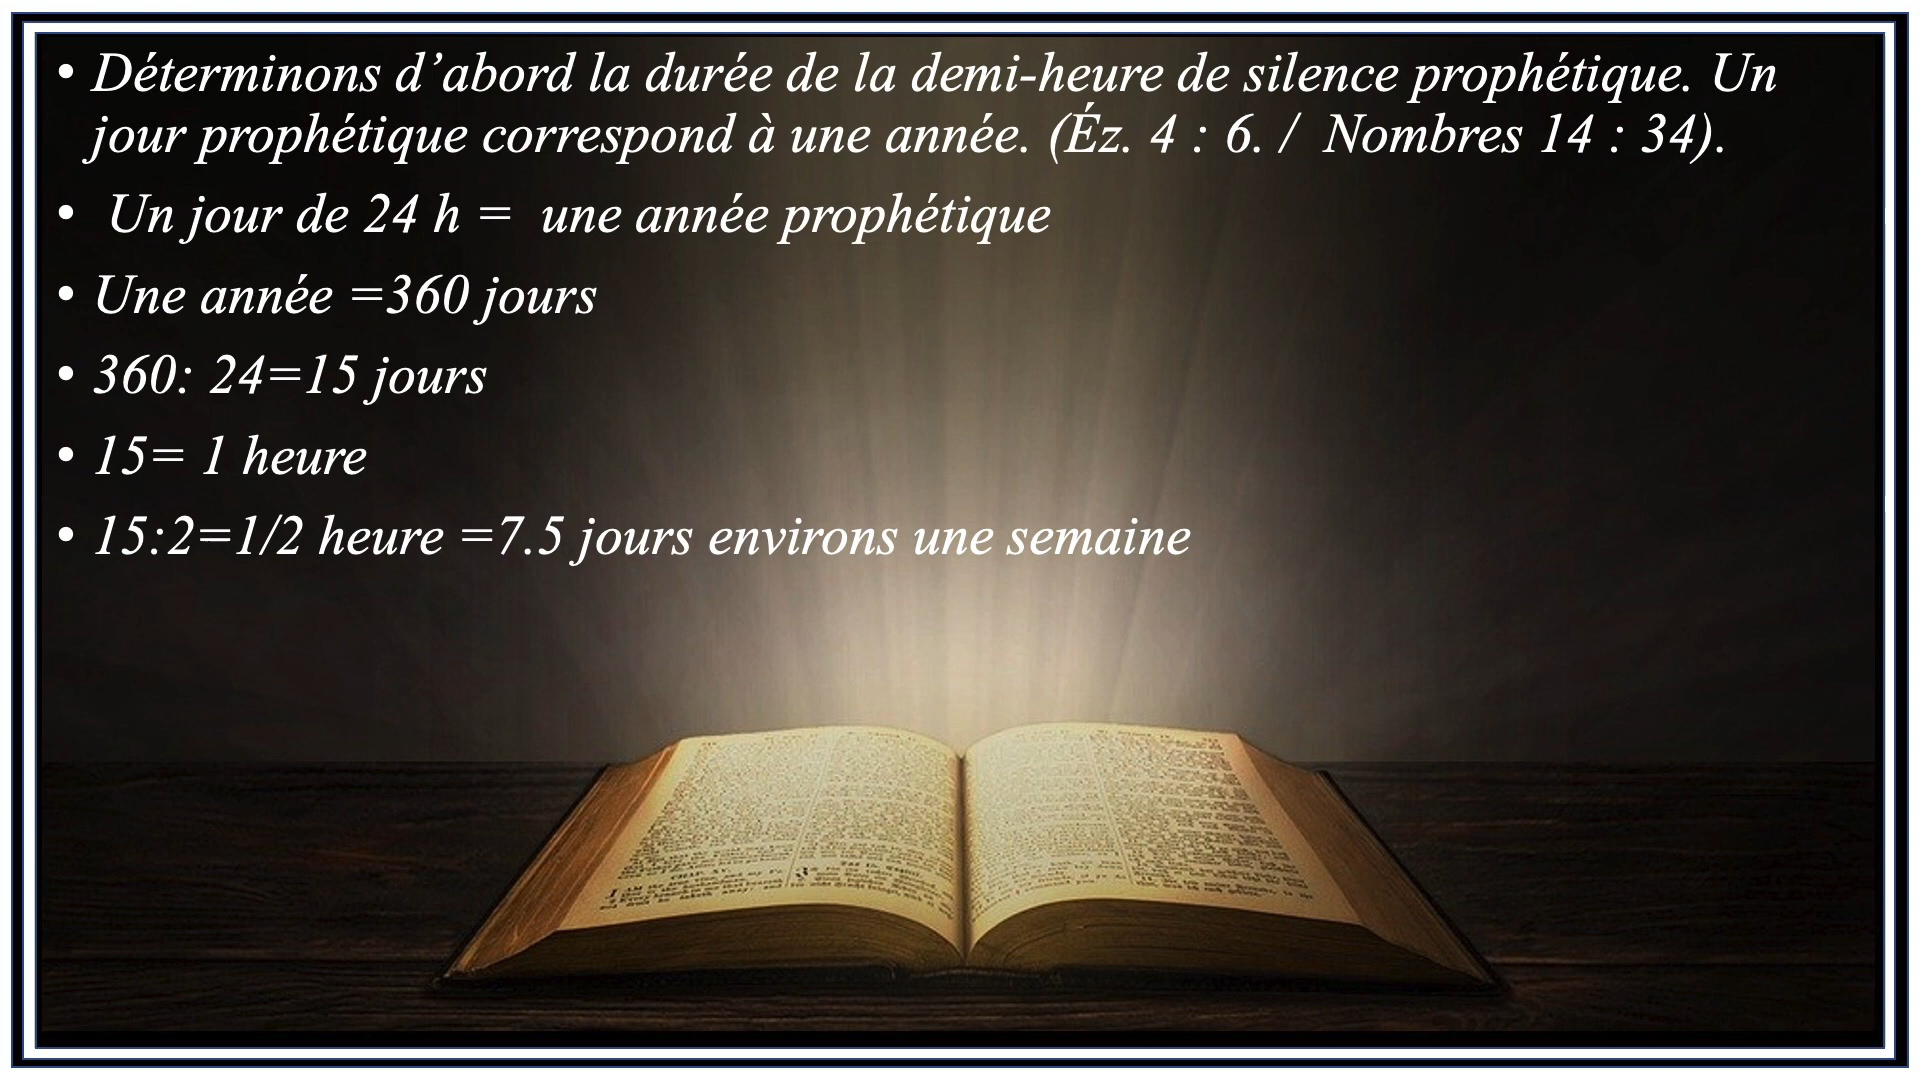 • Déterminons d’abord la durée de la demi-heure de silence prophétique. Un
jour prophétique correspond à une année. (Éz. 4 : 6. / Nombres 14 : 34).
• Un jour de 24 h = une année prophétique
• Une année =360 jours
• 360: 24=15 jours
• 15= 1 heure
• 15:2=1/2 heure =7.5 jours environs une semaine